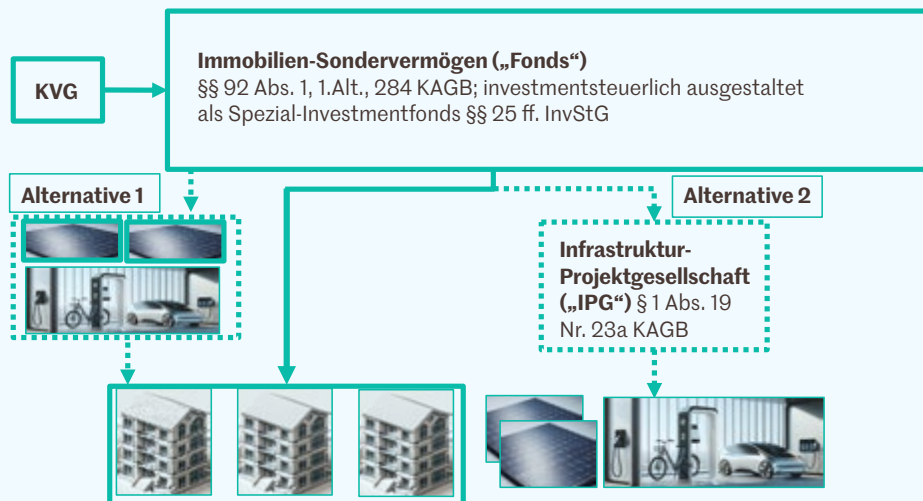 KVG
Immobilien-Sondervermögen („Fonds“)
§§ 92 Abs. 1, 1.Alt., 284 KAGB; investmentsteuerlich ausgestaltet
als Spezial-Investmentfonds §§ 25 ff. InvStG
Alternative 1
Alternative 2
Infrastruktur-
Projektgesellschaft
(„IPG“) § 1 Abs. 19
Nr. 23a KAGB